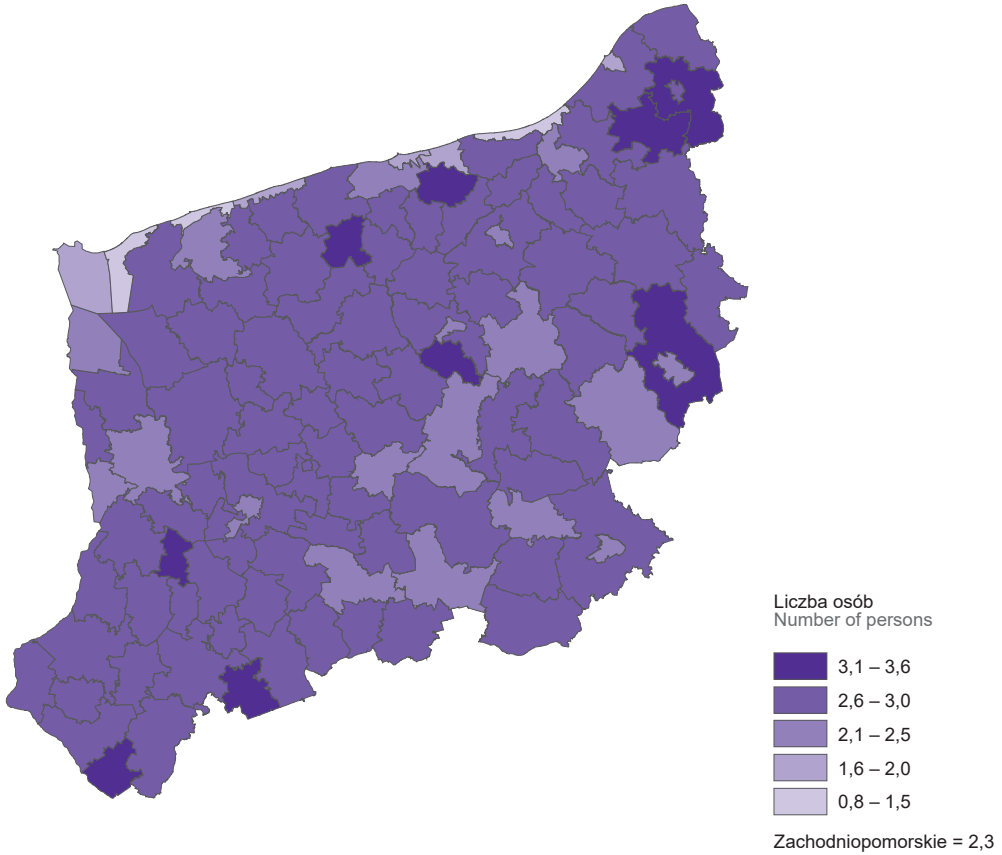 Liczba osób
Number of persons
3,1 – 3,6
2,6 – 3,0
2,1 – 2,5
1,6 – 2,0
0,8 – 1,5
Zachodniopomorskie = 2,3